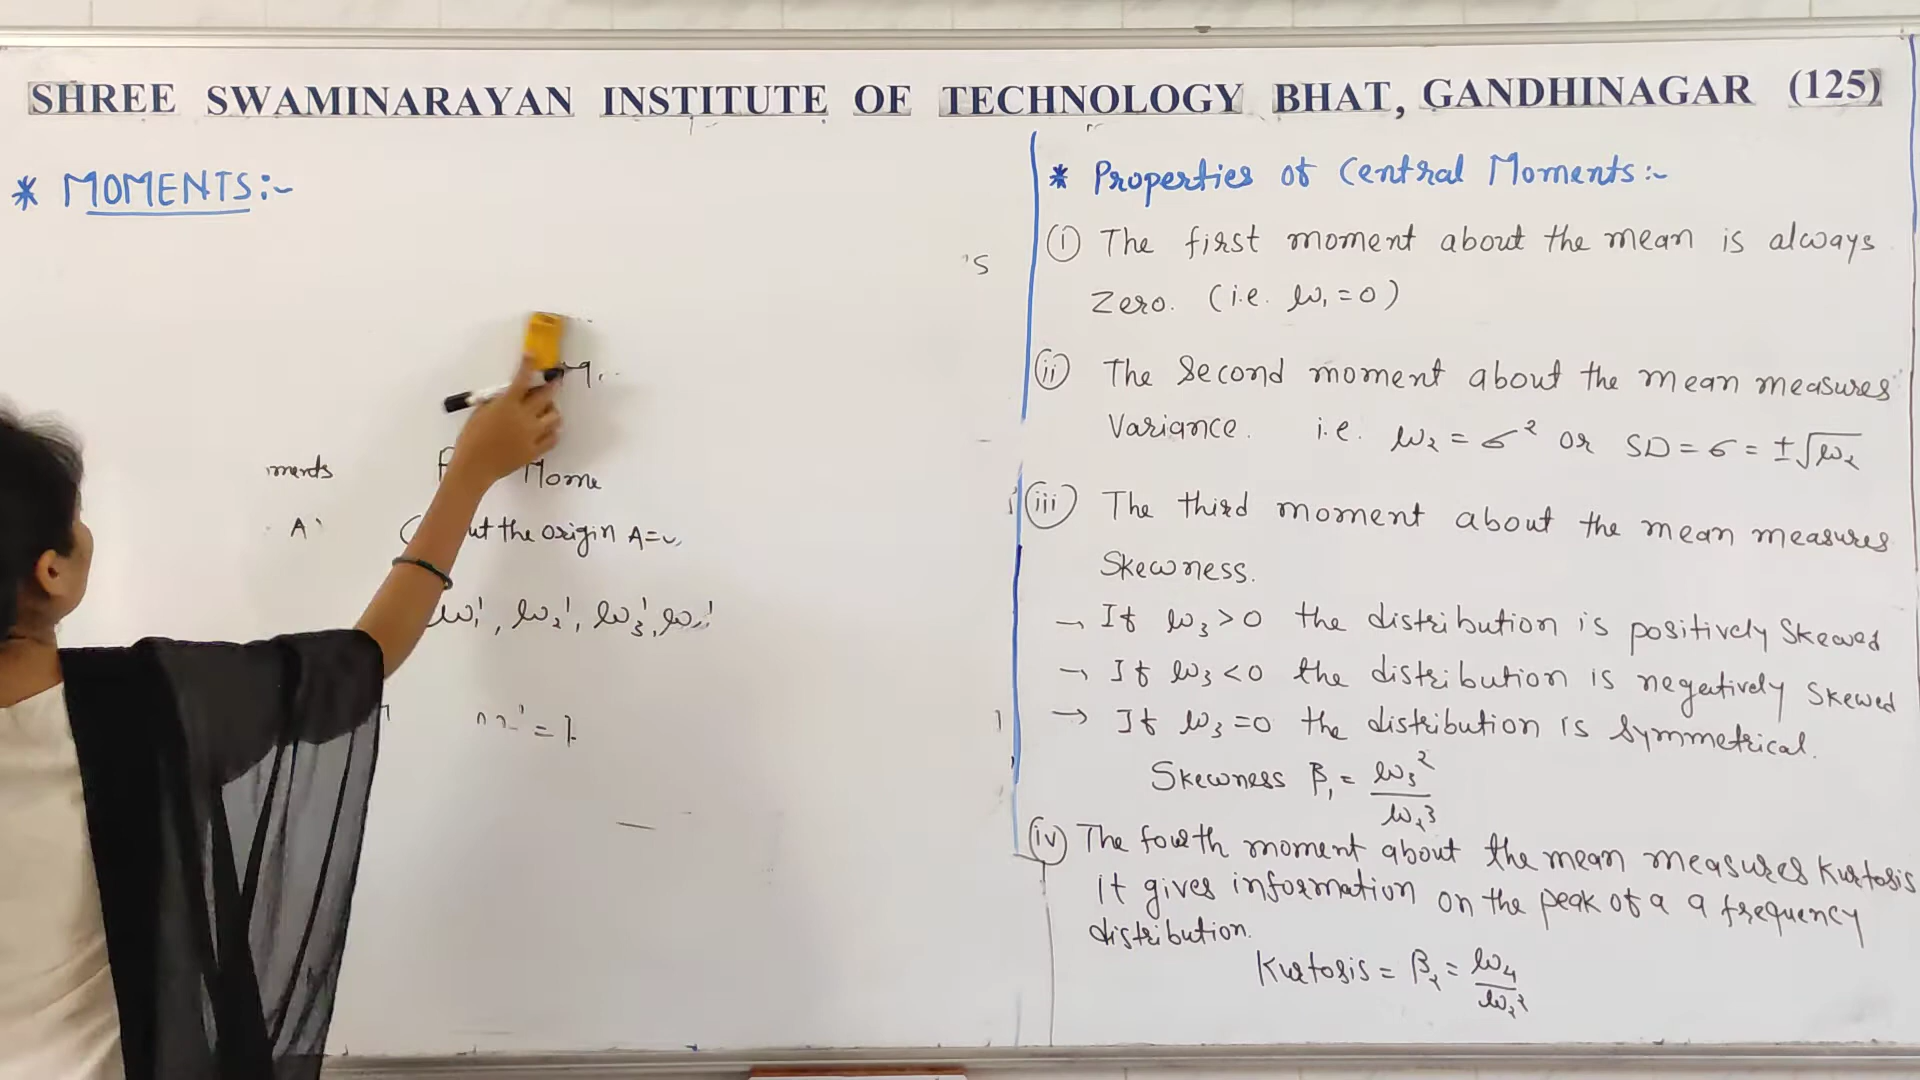 SHREE SWAMINARAYAN INSTITUTE OF TECHNOLOGY BHAT, GANDHINAGAR (125)
* MOMENTS:-
ments
Mome
A
ut the origin A=
μ₁', μ₂', μ₃', μ'
' = 1
* Properties of Central Moments:-
(i) The first moment about the mean is always
Zero. (i.e. μ₁=0)
(ii) The Second moment about the mean measures
Variance. i.e. μ₂ = σ² or SD = σ = ±√μ₂
(iii) The third moment about the mean measures
Skewness.
→ If μ₃>0 the distribution is positively Skewed
→ If μ₃<0 the distribution is negatively Skewed
→ If μ₃=0 the distribution is Symmetrical.
Skewness β₁ = μ₃²/μ₂³
(iv) The fourth moment about the mean measures Kurtosis
it gives information on the peak of a a frequency
distribution.
Kurtosis = β₂ = μ₄/μ₂²